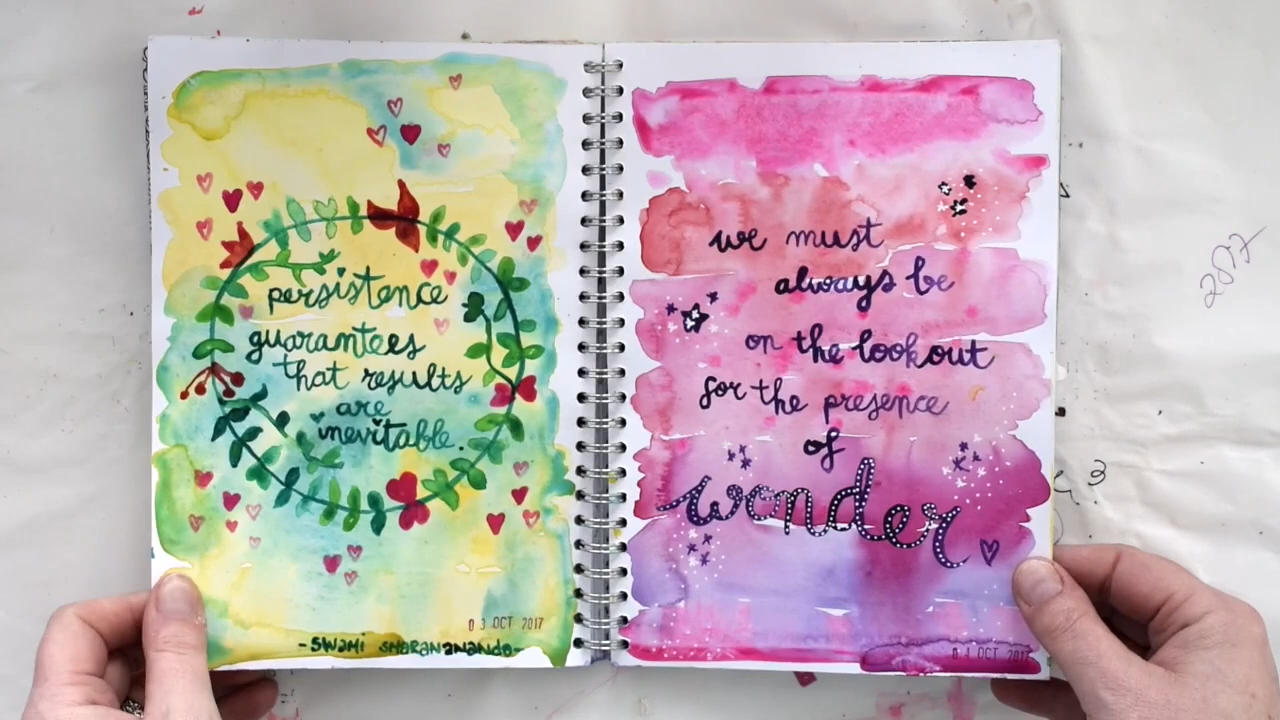 persistence
guarantees
that results
are
inevitable.
03 OCT 2017
-SWAMI SHARANANANDA-
we must
always be
on the lookout
for the presence
of
wonder
04 OCT 2017